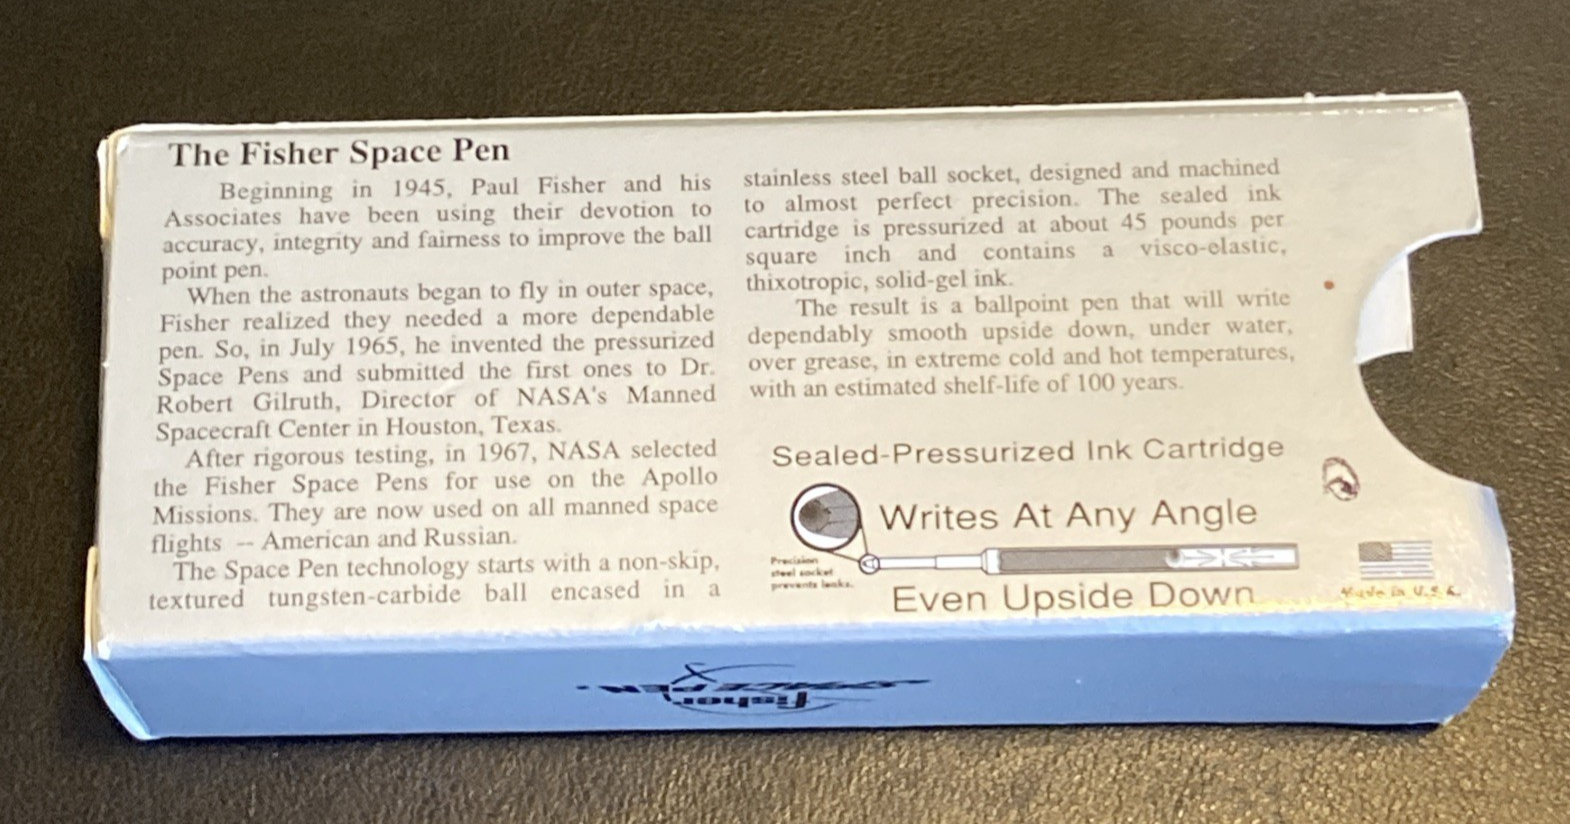 The Fisher Space Pen
Beginning in 1945, Paul Fisher and his
Associates have been using their devotion to
accuracy, integrity and fairness to improve the ball
point pen.
When the astronauts began to fly in outer space,
Fisher realized they needed a more dependable
pen. So, in July 1965, he invented the pressurized
Space Pens and submitted the first ones to Dr.
Robert Gilruth, Director of NASA's Manned
Spacecraft Center in Houston, Texas.
After rigorous testing, in 1967, NASA selected
the Fisher Space Pens for use on the Apollo
Missions. They are now used on all manned space
flights -- American and Russian.
The Space Pen technology starts with a non-skip,
textured tungsten-carbide ball encased in a
stainless steel ball socket, designed and machined
to almost perfect precision. The sealed ink
cartridge is pressurized at about 45 pounds per
square inch and contains a visco-elastic,
thixotropic, solid-gel ink.
The result is a ballpoint pen that will write
dependably smooth upside down, under water,
over grease, in extreme cold and hot temperatures,
with an estimated shelf-life of 100 years.
Sealed-Pressurized Ink Cartridge
Writes At Any Angle
Precision
steel socket
prevents leaks.
Even Upside Down
Made in U.S.A.
Fisher
SPACE PEN